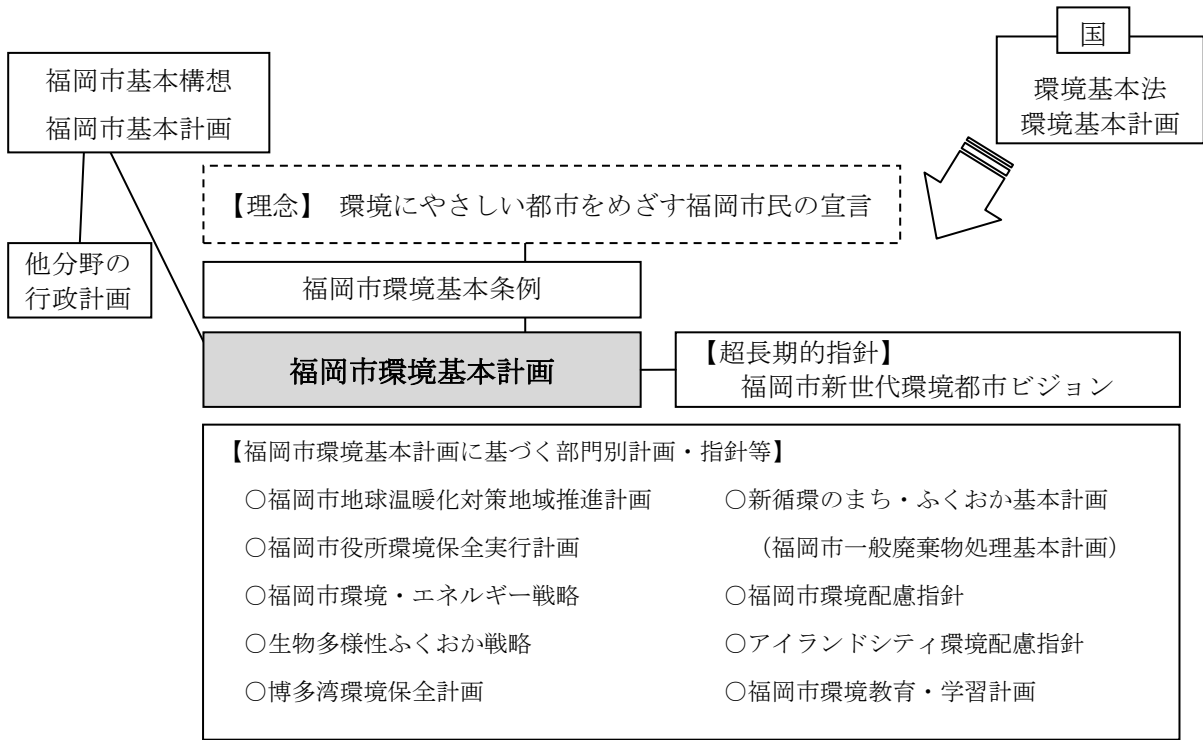 国
環境基本法
環境基本計画
福岡市基本構想
福岡市基本計画
【理念】 環境にやさしい都市をめざす福岡市民の宣言
他分野の
行政計画
福岡市環境基本条例
福岡市環境基本計画
【超長期的指針】
福岡市新世代環境都市ビジョン
【福岡市環境基本計画に基づく部門別計画・指針等】
○福岡市地球温暖化対策地域推進計画
○福岡市役所環境保全実行計画
○福岡市環境・エネルギー戦略
○生物多様性ふくおか戦略
○博多湾環境保全計画
○新循環のまち・ふくおか基本計画
（福岡市一般廃棄物処理基本計画）
○福岡市環境配慮指針
○アイランドシティ環境配慮指針
○福岡市環境教育・学習計画